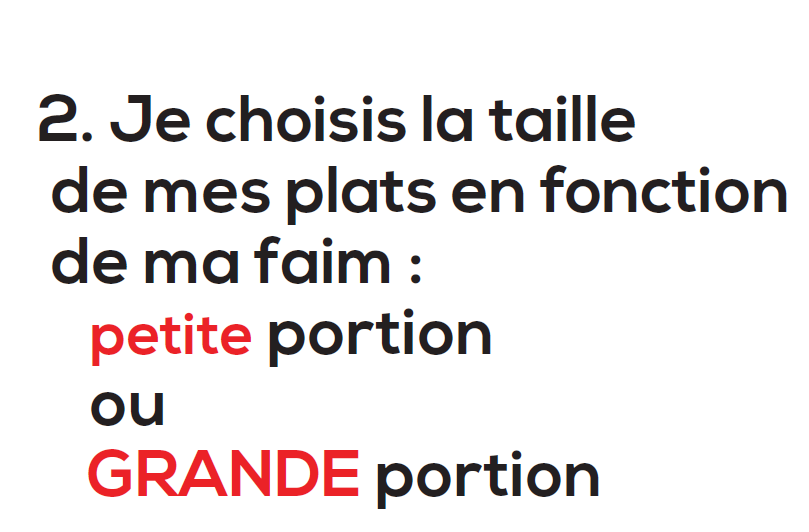 2. Je choisis la taille
de mes plats en fonction
de ma faim :
petite portion
ou
GRANDE portion